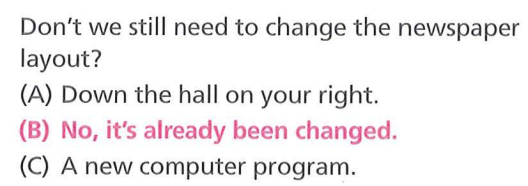 Don't we still need to change the newspaper
layout?
(A) Down the hall on your right.
(B) No, it's already been changed.
(C) A new computer program.